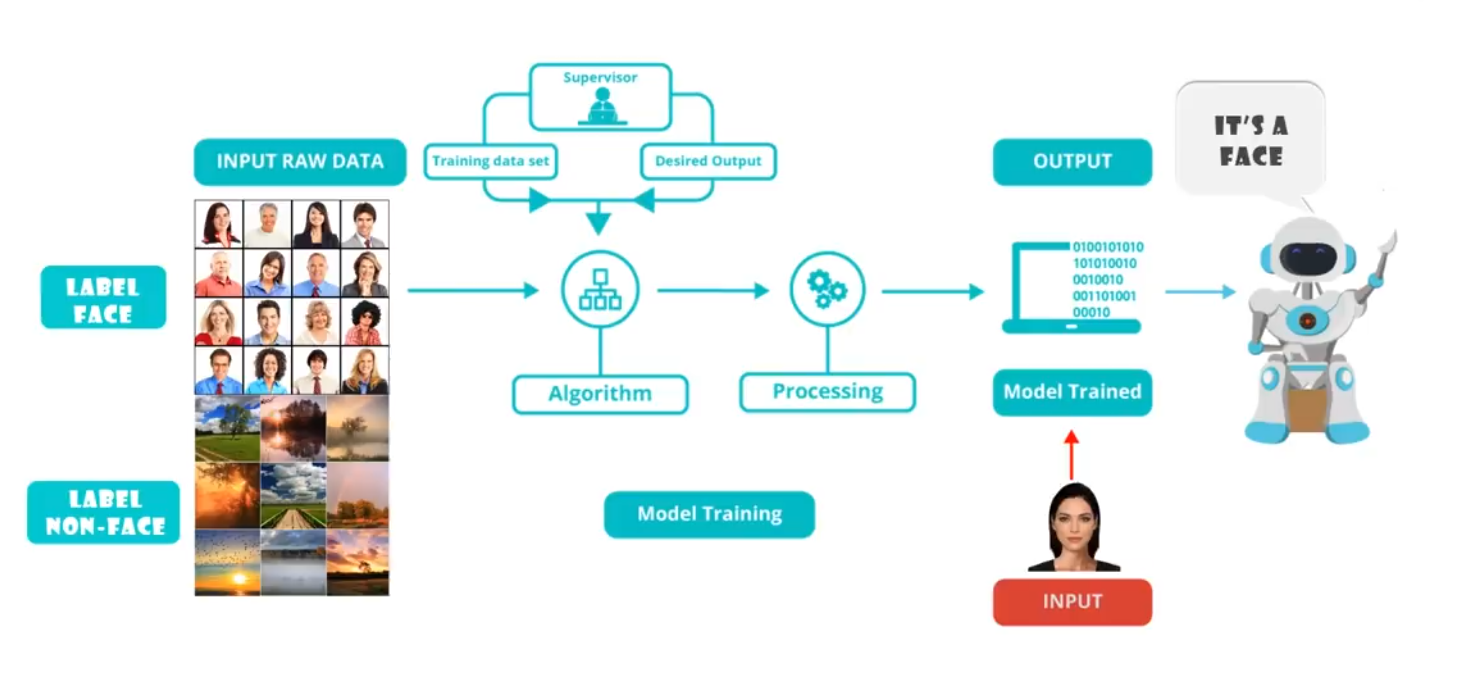 Supervisor
Training data set
Desired Output
INPUT RAW DATA
OUTPUT
IT'S A
FACE
LABEL
FACE
0100101010
101010010
0010010
001101001
00010
Algorithm
Processing
Model Trained
LABEL
NON-FACE
Model Training
INPUT